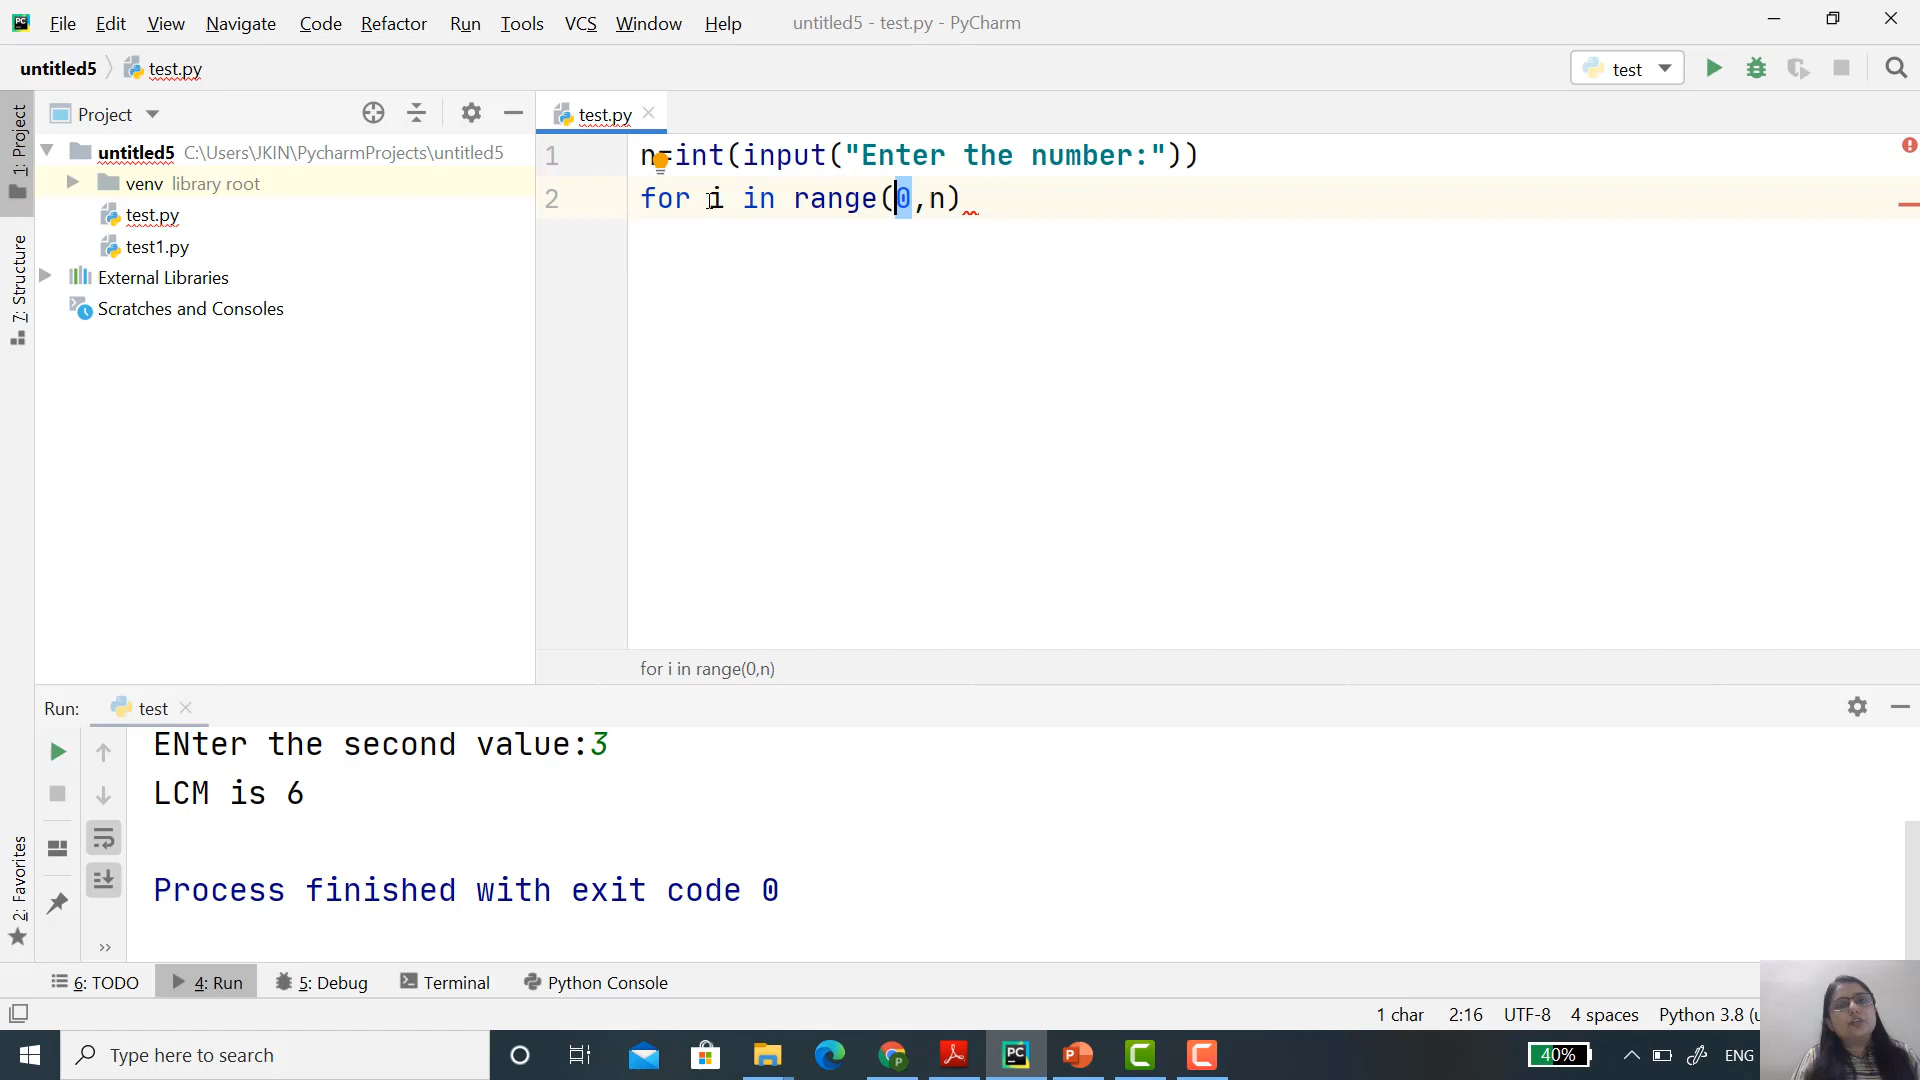 File Edit View Navigate Code Refactor Run Tools VCS Window Help untitled5 - test.py - PyCharm
untitled5 test.py
test
1: Project
Project
test.py
untitled5 C:\Users\JKIN\PycharmProjects\untitled5
venv library root
test.py
test1.py
External Libraries
Scratches and Consoles
7: Structure
1 n=int(input("Enter the number:"))
2 for i in range(0,n)
for i in range(0,n)
Run: test
ENter the second value:3
LCM is 6
Process finished with exit code 0
2: Favorites
6: TODO 4: Run 5: Debug Terminal Python Console
1 char 2:16 UTF-8 4 spaces Python 3.8 (
Type here to search
40% ENG